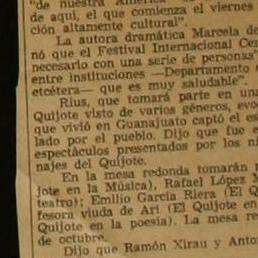 "de nuestra América
de aquí, el que comienza el viernes
ción altamente cultural".
La autora dramática Marcela de
nó que el Festival Internacional Cer
necesario con una serie de personas
entre instituciones —Departamento
etcétera— que es muy saludable".
Rius, que tomará parte en una
Quijote visto de varios géneros, evoc
que vivió en Guanajuato captó el es
lado por el pueblo. Dijo que fue e
espectáculos presentados por los ni
najes del Quijote.
En la mesa redonda tomarán
jote en la Música), Rafael López M
teatro); Emilio García Riera (El Q
fesora viuda de Ari (El Quijote en
Quijote en la poesía). La mesa re
de octubre.
Dijo que Ramón Xirau y Anto